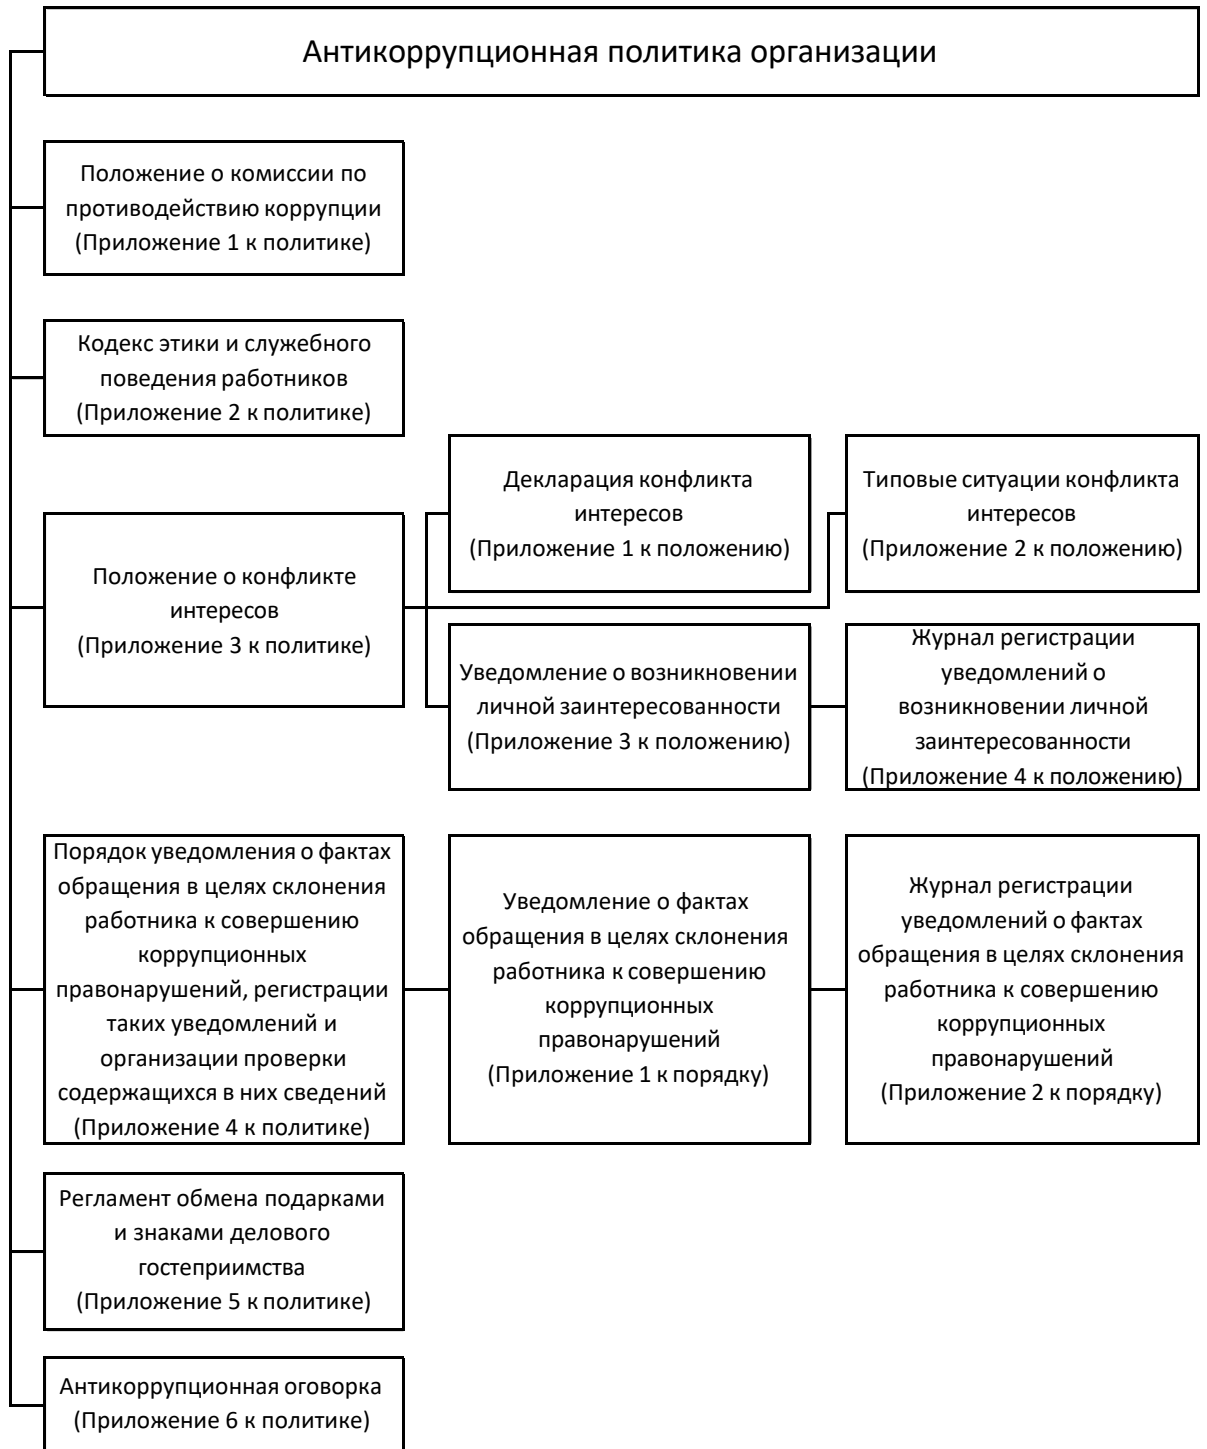 Антикоррупционная политика организации
Положение о комиссии по
противодействию коррупции
(Приложение 1 к политике)
Кодекс этики и служебного
поведения работников
(Приложение 2 к политике)
Положение о конфликте
интересов
(Приложение 3 к политике)
Декларация конфликта
интересов
(Приложение 1 к положению)
Типовые ситуации конфликта
интересов
(Приложение 2 к положению)
Уведомление о возникновении
личной заинтересованности
(Приложение 3 к положению)
Журнал регистрации
уведомлений о
возникновении личной
заинтересованности
(Приложение 4 к положению)
Порядок уведомления о фактах
обращения в целях склонения
работника к совершению
коррупционных
правонарушений, регистрации
таких уведомлений и
организации проверки
содержащихся в них сведений
(Приложение 4 к политике)
Уведомление о фактах
обращения в целях склонения
работника к совершению
коррупционных
правонарушений
(Приложение 1 к порядку)
Журнал регистрации
уведомлений о фактах
обращения в целях склонения
работника к совершению
коррупционных
правонарушений
(Приложение 2 к порядку)
Регламент обмена подарками
и знаками делового
гостеприимства
(Приложение 5 к политике)
Антикоррупционная оговорка
(Приложение 6 к политике)